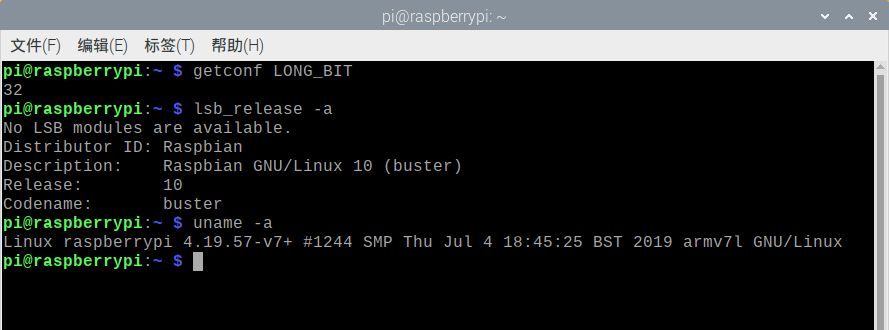 pi@raspberrypi: ~
文件(F) 编辑(E) 标签(T) 帮助(H)
pi@raspberrypi:~ $ getconf LONG_BIT
32
pi@raspberrypi:~ $ lsb_release -a
No LSB modules are available.
Distributor ID: Raspbian
Description:    Raspbian GNU/Linux 10 (buster)
Release:        10
Codename:       buster
pi@raspberrypi:~ $ uname -a
Linux raspberrypi 4.19.57-v7+ #1244 SMP Thu Jul 4 18:45:25 BST 2019 armv7l GNU/Linux
pi@raspberrypi:~ $